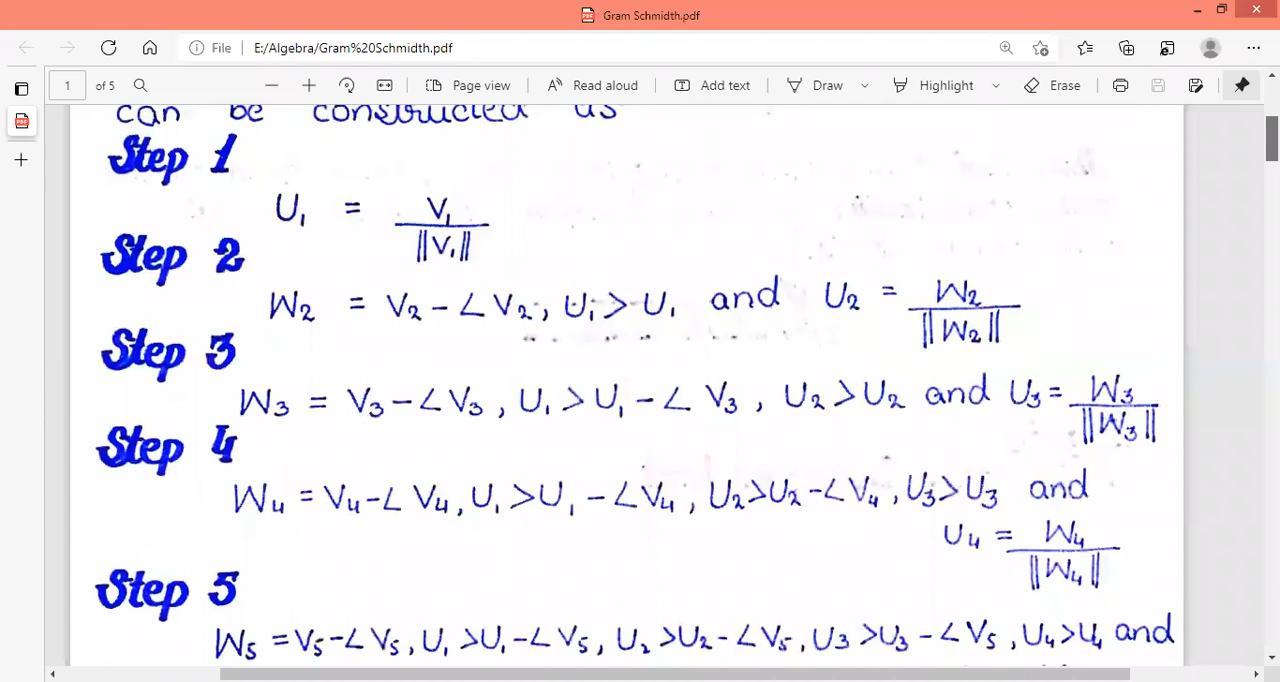 Gram Schmidth.pdf
File E:/Algebra/Gram%20Schmidth.pdf
1 of 5 Page view Read aloud Add text Draw Highlight Erase
can be constructed as
Step 1
U₁ = V₁ / ||V₁||
Step 2
W₂ = V₂ - ∠V₂, U₁> U₁ and U₂ = W₂ / ||W₂||
Step 3
W₃ = V₃ - ∠V₃, U₁> U₁ - ∠V₃, U₂> U₂ and U₃ = W₃ / ||W₃||
Step 4
W₄ = V₄ - ∠V₄, U₁> U₁ - ∠V₄, U₂> U₂ - ∠V₄, U₃> U₃ and
U₄ = W₄ / ||W₄||
Step 5
W₅ = V₅ - ∠V₅, U₁> U₁ - ∠V₅, U₂> U₂ - ∠V₅, U₃> U₃ - ∠V₅, U₄> U₄ and